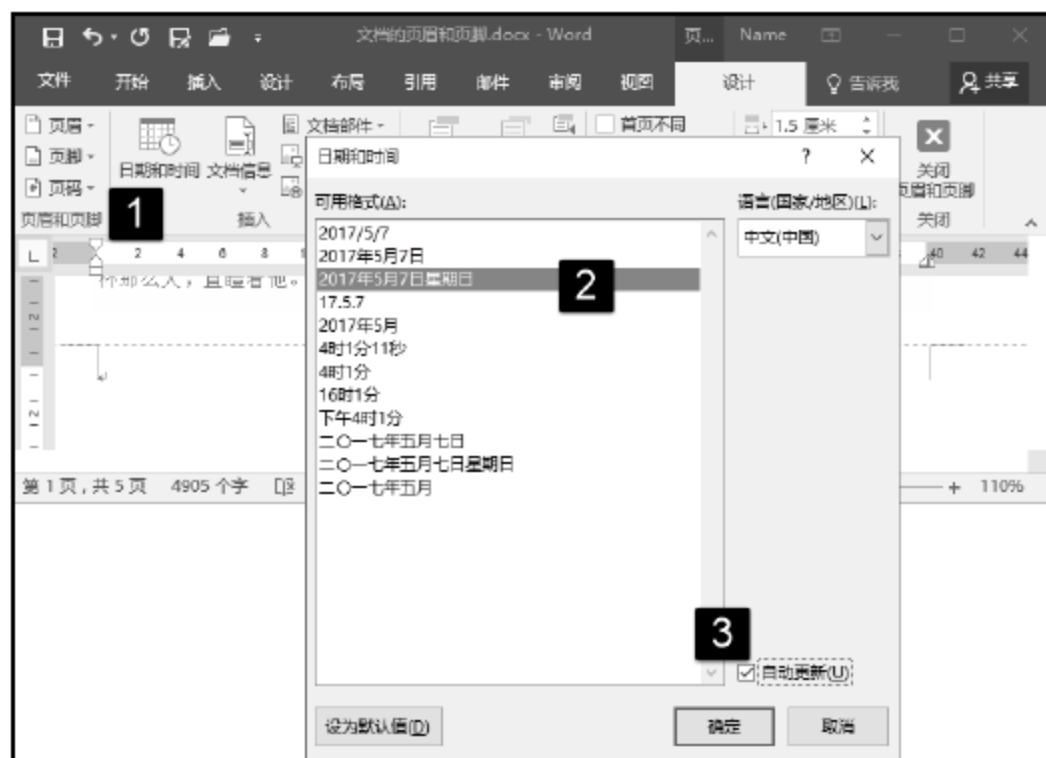 文档的页眉和页脚.docx - Word 页... Name
文件 开始 插入 设计 布局 引用 邮件 审阅 视图 设计 告诉我 共享
页眉 文档部件 首页不同 1.5 厘米
页脚 日期和时间 文档信息 关闭
页码 页眉和页脚
页眉和页脚 1 插入 关闭
日期和时间 ? ×
可用格式(A): 语言(国家/地区)(L):
2017/5/7 中文(中国)
2017年5月7日
2017年5月7日星期日 2
17.5.7
2017年5月
4时1分11秒
4时1分
16时1分
下午4时1分
二〇一七年五月七日
二〇一七年五月七日星期日
二〇一七年五月
2 2 4 6 8 40 42 44
第 1 页，共 5 页 4905 个字 110%
3
自动更新(U)
设为默认值(D) 确定 取消